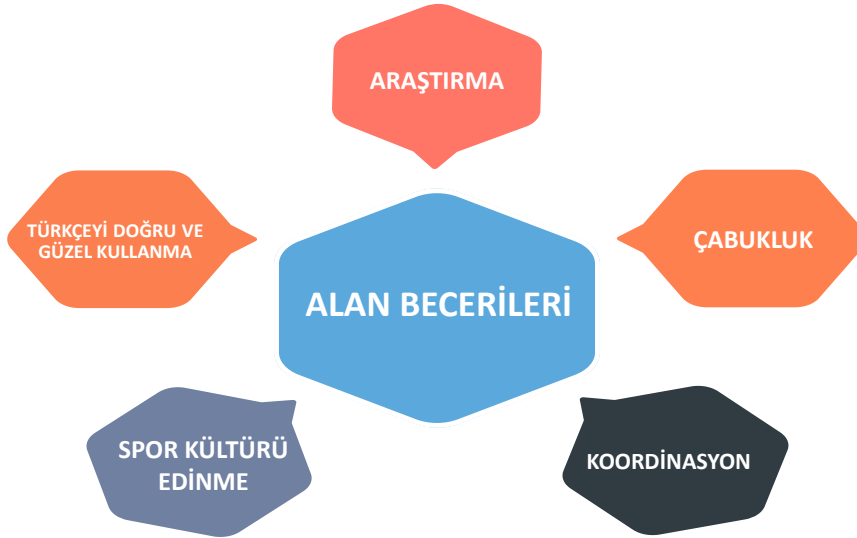 ARAŞTIRMA
TÜRKÇEYİ DOĞRU VE
GÜZEL KULLANMA
ÇABUKLUK
ALAN BECERİLERİ
SPOR KÜLTÜRÜ
EDİNME
KOORDİNASYON